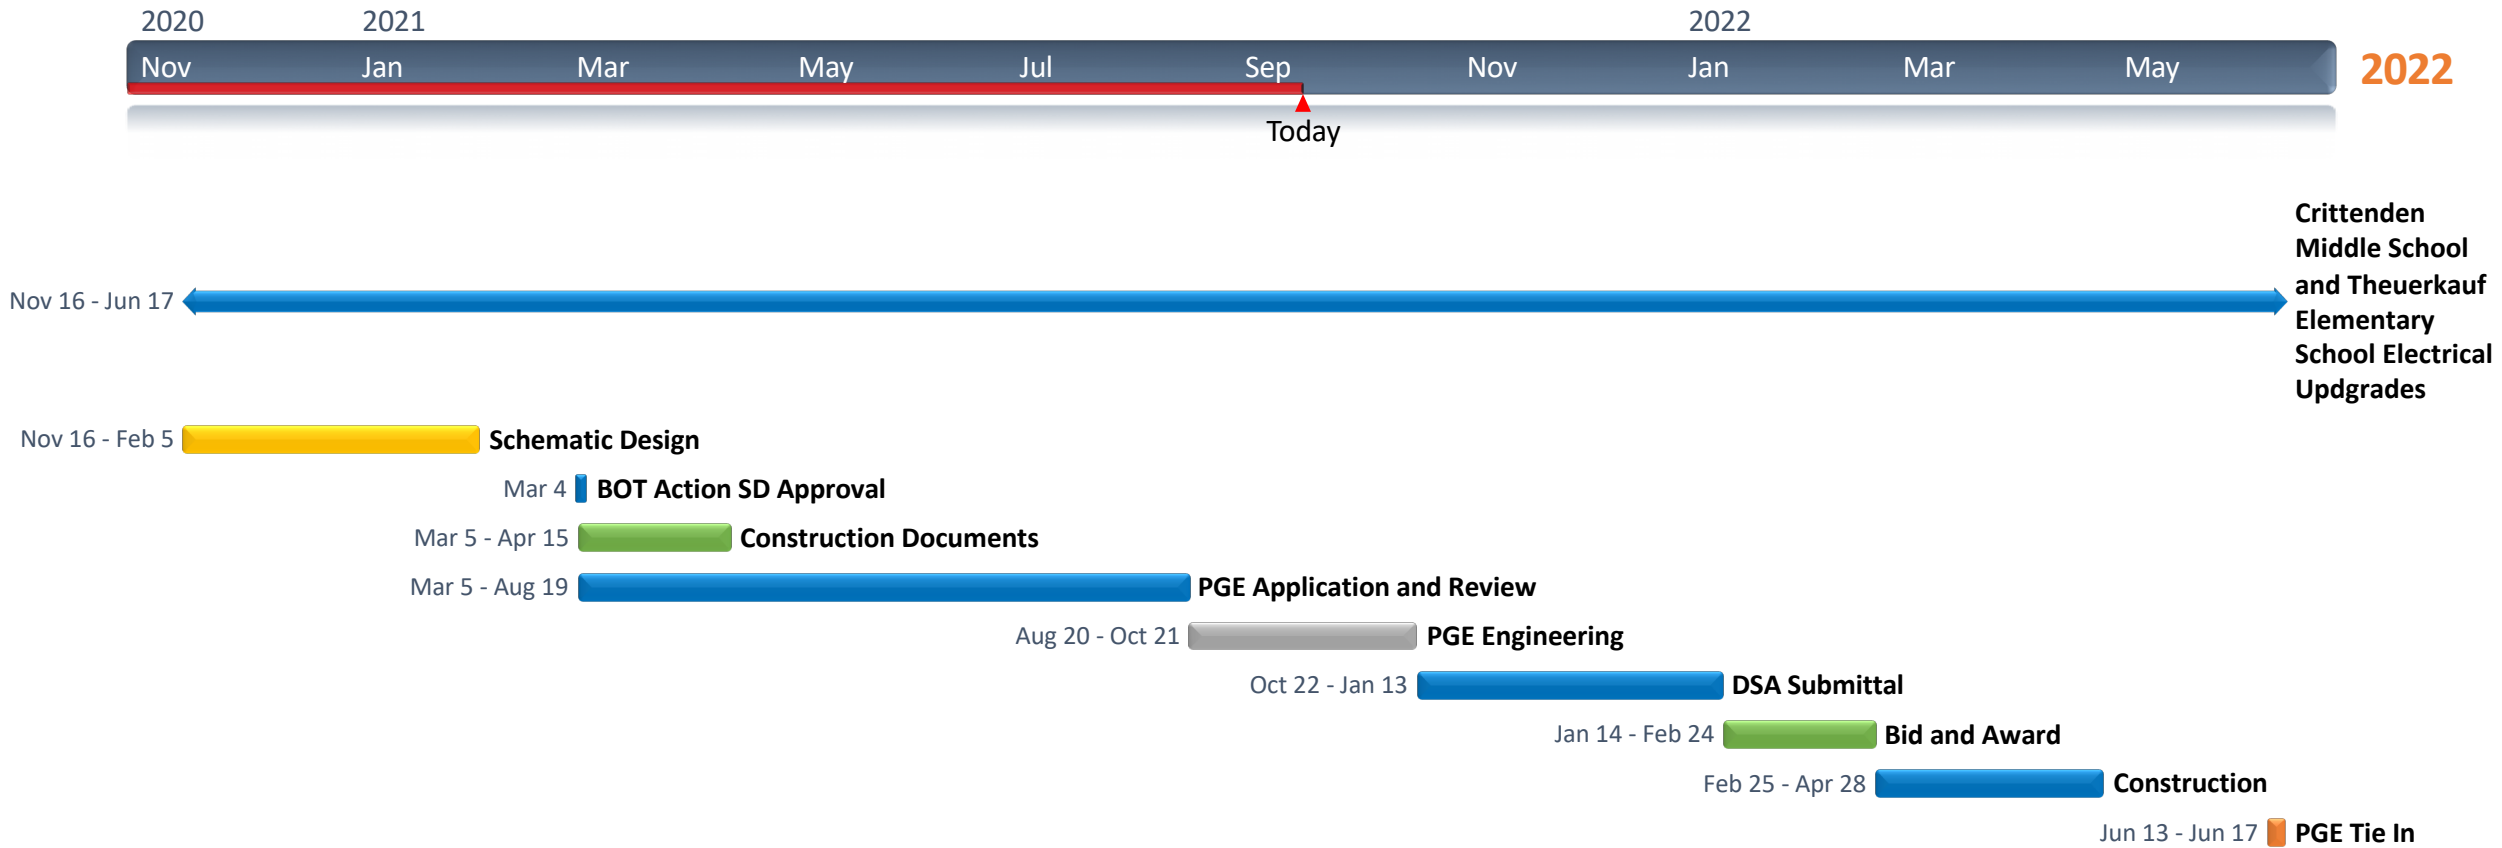 2020 2021 2022
Nov Jan Mar May Jul Sep Nov Jan Mar May 2022
Today
Crittenden
Middle School
and Theuerkauf
Elementary
School Electrical
Updgrades
Nov 16 - Jun 17
Nov 16 - Feb 5 Schematic Design
Mar 4 BOT Action SD Approval
Mar 5 - Apr 15 Construction Documents
Mar 5 - Aug 19 PGE Application and Review
Aug 20 - Oct 21 PGE Engineering
Oct 22 - Jan 13 DSA Submittal
Jan 14 - Feb 24 Bid and Award
Feb 25 - Apr 28 Construction
Jun 13 - Jun 17 PGE Tie In